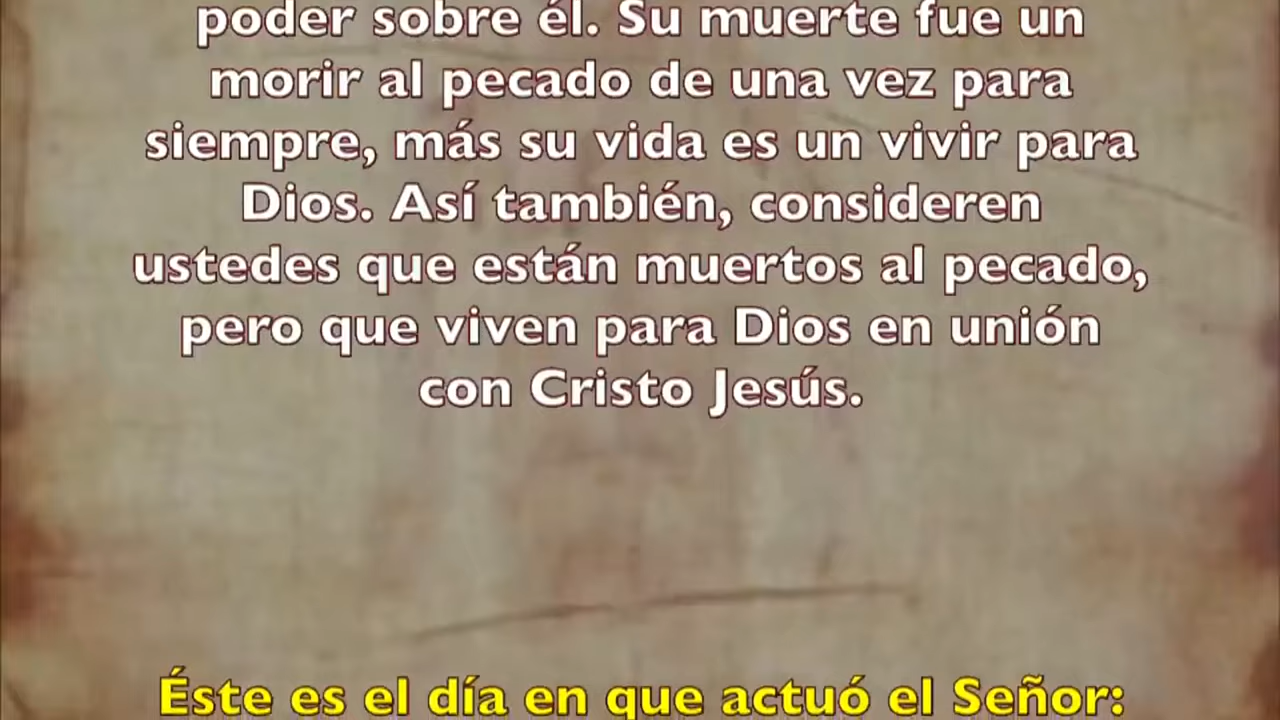 poder sobre él. Su muerte fue un
morir al pecado de una vez para
siempre, más su vida es un vivir para
Dios. Así también, consideren
ustedes que están muertos al pecado,
pero que viven para Dios en unión
con Cristo Jesús.
Éste es el día en que actuó el Señor: